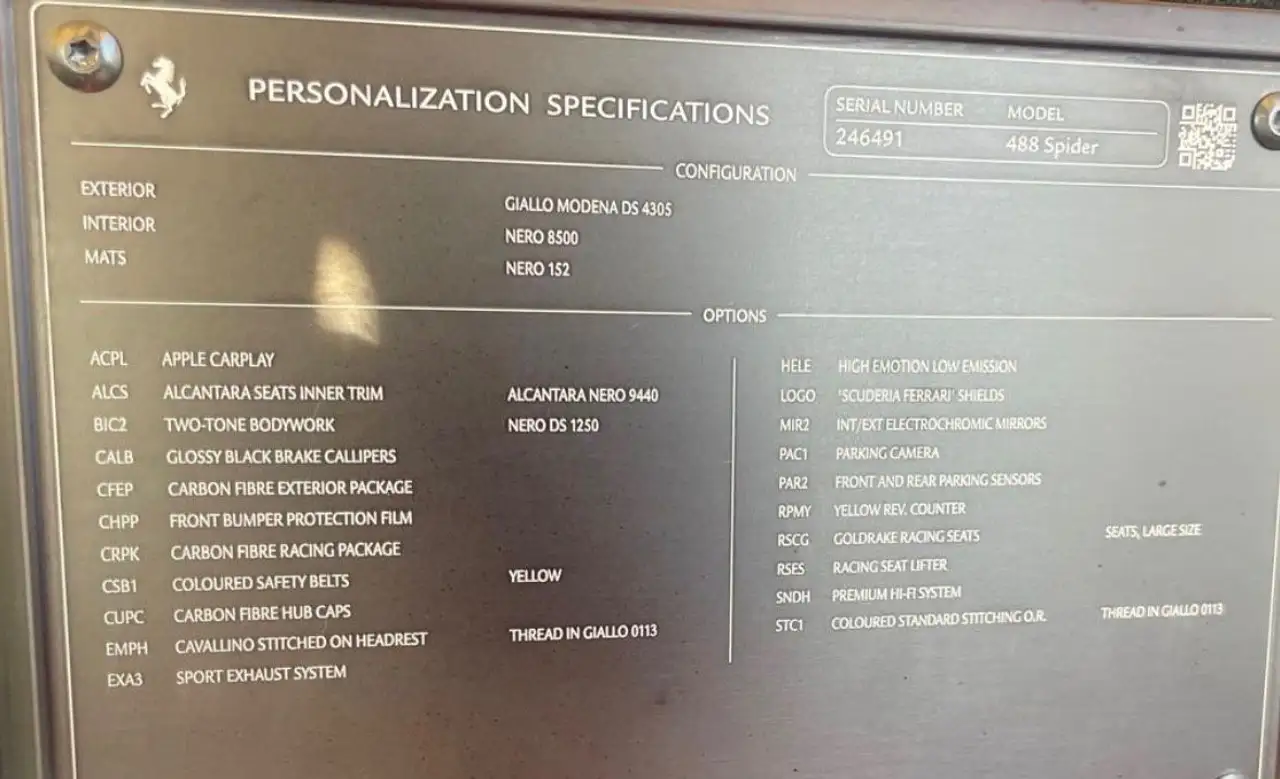 PERSONALIZATION SPECIFICATIONS
SERIAL NUMBER MODEL
246491 488 Spider
CONFIGURATION
EXTERIOR GIALLO MODENA DS 4305
INTERIOR NERO 8500
MATS NERO 152
OPTIONS
ACPL APPLE CARPLAY
ALCS ALCANTARA SEATS INNER TRIM ALCANTARA NERO 9440
BIC2 TWO-TONE BODYWORK NERO DS 1250
CALB GLOSSY BLACK BRAKE CALLIPERS
CFEP CARBON FIBRE EXTERIOR PACKAGE
CHPP FRONT BUMPER PROTECTION FILM
CRPK CARBON FIBRE RACING PACKAGE
CSB1 COLOURED SAFETY BELTS YELLOW
CUPC CARBON FIBRE HUB CAPS
EMPH CAVALLINO STITCHED ON HEADREST THREAD IN GIALLO 0113
EXA3 SPORT EXHAUST SYSTEM
HELE HIGH EMOTION LOW EMISSION
LOGO 'SCUDERIA FERRARI' SHIELDS
MIR2 INT/EXT ELECTROCHROMIC MIRRORS
PAC1 PARKING CAMERA
PAR2 FRONT AND REAR PARKING SENSORS
RPMY YELLOW REV. COUNTER
RSCG GOLDRAKE RACING SEATS SEATS, LARGE SIZE
RSES RACING SEAT LIFTER
SNDH PREMIUM HI-FI SYSTEM
STC1 COLOURED STANDARD STITCHING O.R. THREAD IN GIALLO 0113